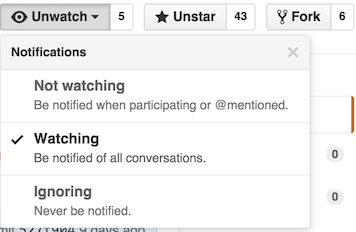 Unwatch 5 Unstar 43 Fork 6
Notifications
Not watching
Be notified when participating or @mentioned.
Watching
Be notified of all conversations.
0
Ignoring
0
Never be notified.
9 days ago